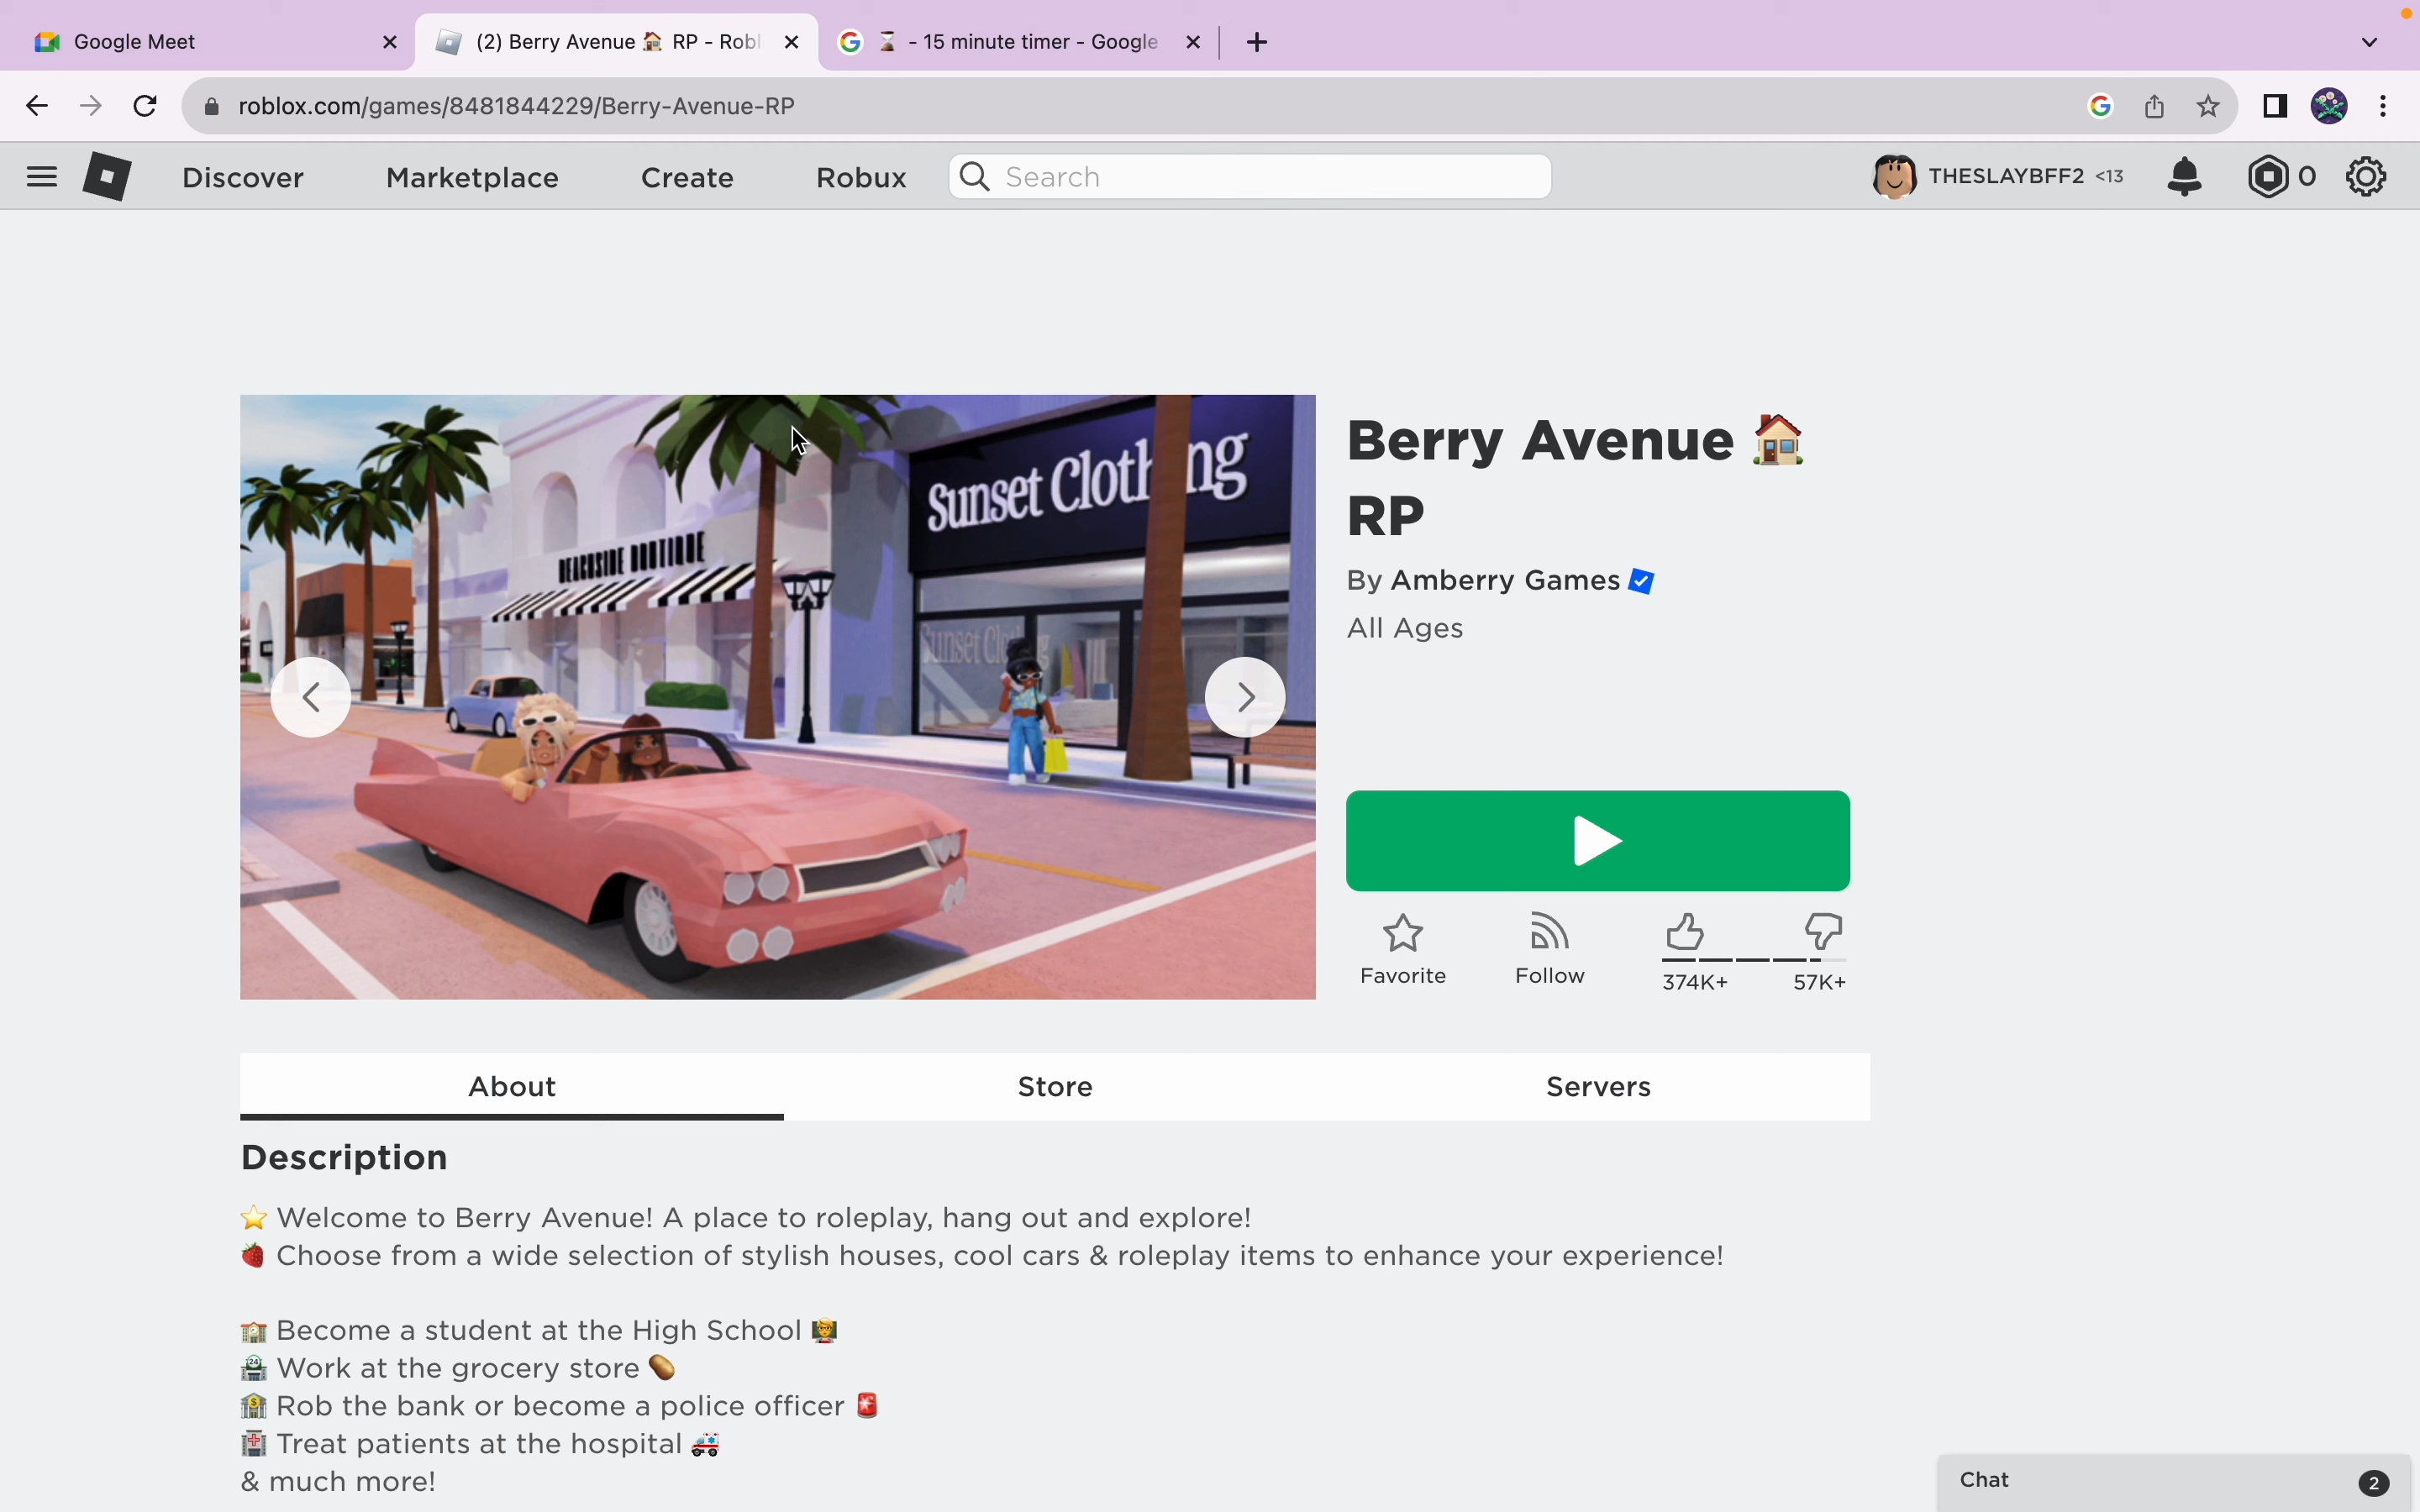 Google Meet
(2) Berry Avenue 🏠 RP - Robl
⏳ - 15 minute timer - Google
roblox.com/games/8481844229/Berry-Avenue-RP
Discover
Marketplace
Create
Robux
Search
THESLAYBFF2 <13
0
BEACHSIDE BOUTIQUE
Sunset Clothing
Sunset Clothing
Berry Avenue 🏠
RP
By Amberry Games
All Ages
Favorite
Follow
374K+
57K+
About
Store
Servers
Description
⭐ Welcome to Berry Avenue! A place to roleplay, hang out and explore!
🍓 Choose from a wide selection of stylish houses, cool cars & roleplay items to enhance your experience!
🏫 Become a student at the High School 🧑‍🏫
🏪 Work at the grocery store 🥔
🏦 Rob the bank or become a police officer 🚨
🏥 Treat patients at the hospital 🚑
& much more!
Chat
2